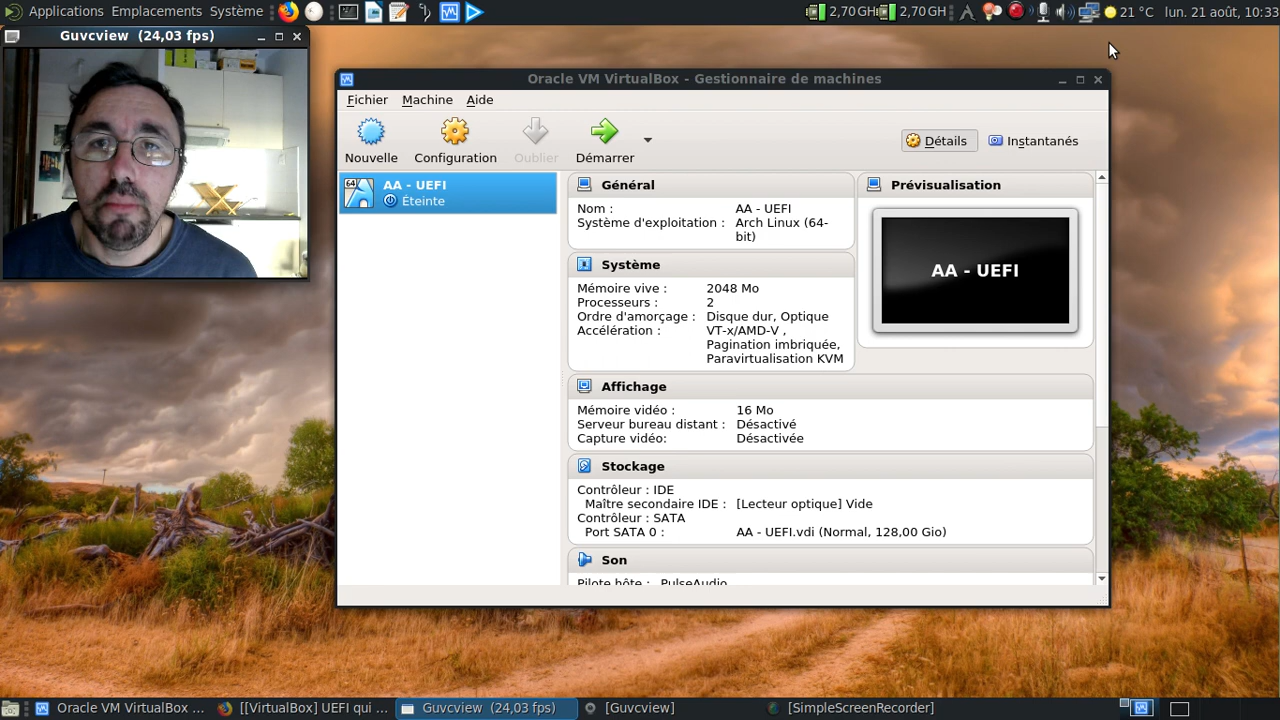 Applications Emplacements Système 2,70 GH 2,70 GH 21 °C lun. 21 août, 10:33
Guvcview (24,03 fps)
Oracle VM VirtualBox - Gestionnaire de machines
Fichier Machine Aide
Nouvelle Configuration Oublier Démarrer Détails Instantanés
64 AA - UEFI
Éteinte
Général
Nom : AA - UEFI
Système d'exploitation : Arch Linux (64-
bit)
Prévisualisation
AA - UEFI
Système
Mémoire vive : 2048 Mo
Processeurs : 2
Ordre d'amorçage : Disque dur, Optique
Accélération : VT-x/AMD-V ,
Pagination imbriquée,
Paravirtualisation KVM
Affichage
Mémoire vidéo : 16 Mo
Serveur bureau distant : Désactivé
Capture vidéo: Désactivée
Stockage
Contrôleur : IDE
Maître secondaire IDE : [Lecteur optique] Vide
Contrôleur : SATA
Port SATA 0 : AA - UEFI.vdi (Normal, 128,00 Gio)
Son
Pilote hôte : PulseAudio
Oracle VM VirtualBox ... [[VirtualBox] UEFI qui ... Guvcview (24,03 fps) [Guvcview] [SimpleScreenRecorder]